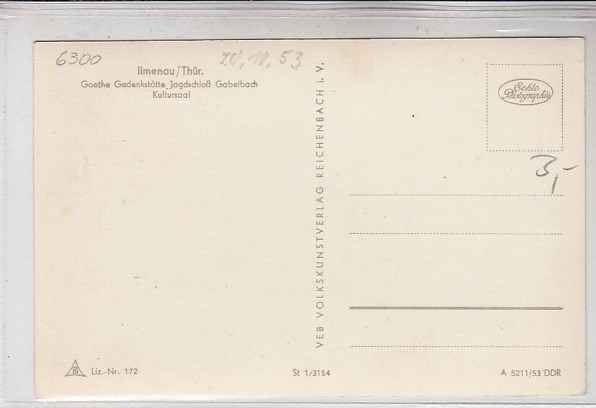 6300
20.10.53
Ilmenau/Thür.
Goethe Gedenkstätte, Jagdschloß Gabelbach
Kultursaal
VEB VOLKSKUNSTVERLAG REICHENBACH i. V.
Echte
Photographie
3,-
Liz.-Nr. 172
St 1/3154
A 5211/53 DDR